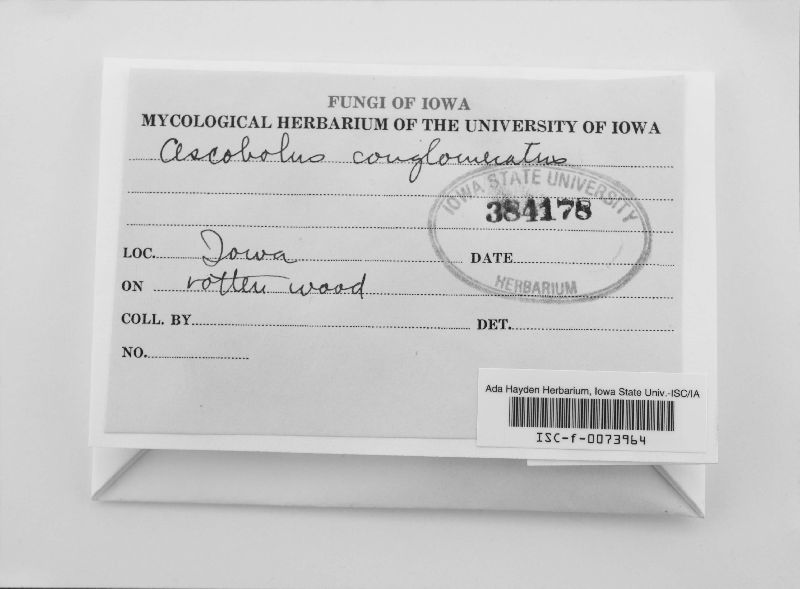 FUNGI OF IOWA
MYCOLOGICAL HERBARIUM OF THE UNIVERSITY OF IOWA
Ascobolus conglomeratus
IOWA STATE UNIVERSITY
384178
HERBARIUM
LOC. Iowa DATE
ON rotten wood
COLL. BY DET.
NO.
Ada Hayden Herbarium, Iowa State Univ.-ISC/IA
ISC-f-0073964